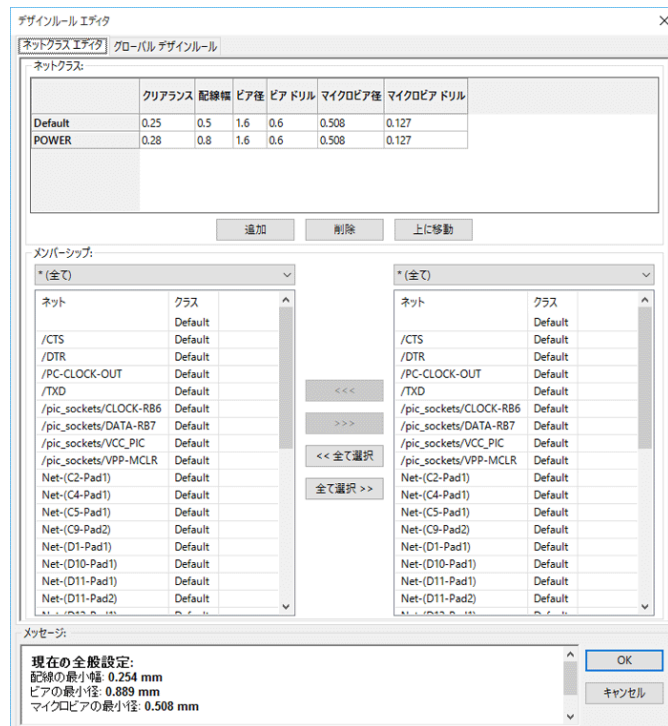 デザインルール エディタ
ネットクラス エディタ グローバル デザインルール
ネットクラス:
クリアランス 配線幅 ビア径 ビア ドリル マイクロビア径 マイクロビア ドリル
Default 0.25 0.5 1.6 0.6 0.508 0.127
POWER 0.28 0.8 1.6 0.6 0.508 0.127
追加 削除 上に移動
メンバーシップ:
* (全て) * (全て)
ネット クラス ネット クラス
Default Default
/CTS Default /CTS Default
/DTR Default /DTR Default
/PC-CLOCK-OUT Default /PC-CLOCK-OUT Default
/TXD Default <<< /TXD Default
/pic_sockets/CLOCK-RB6 Default /pic_sockets/CLOCK-RB6 Default
/pic_sockets/DATA-RB7 Default >>> /pic_sockets/DATA-RB7 Default
/pic_sockets/VCC_PIC Default /pic_sockets/VCC_PIC Default
/pic_sockets/VPP-MCLR Default << 全て選択 /pic_sockets/VPP-MCLR Default
Net-(C2-Pad1) Default Net-(C2-Pad1) Default
Net-(C4-Pad1) Default 全て選択 >> Net-(C4-Pad1) Default
Net-(C5-Pad1) Default Net-(C5-Pad1) Default
Net-(C9-Pad2) Default Net-(C9-Pad2) Default
Net-(D1-Pad1) Default Net-(D1-Pad1) Default
Net-(D10-Pad1) Default Net-(D10-Pad1) Default
Net-(D11-Pad1) Default Net-(D11-Pad1) Default
Net-(D11-Pad2) Default Net-(D11-Pad2) Default
メッセージ:
現在の全般設定:
配線の最小幅: 0.254 mm
ビアの最小径: 0.889 mm
マイクロビアの最小径: 0.508 mm
OK
キャンセル